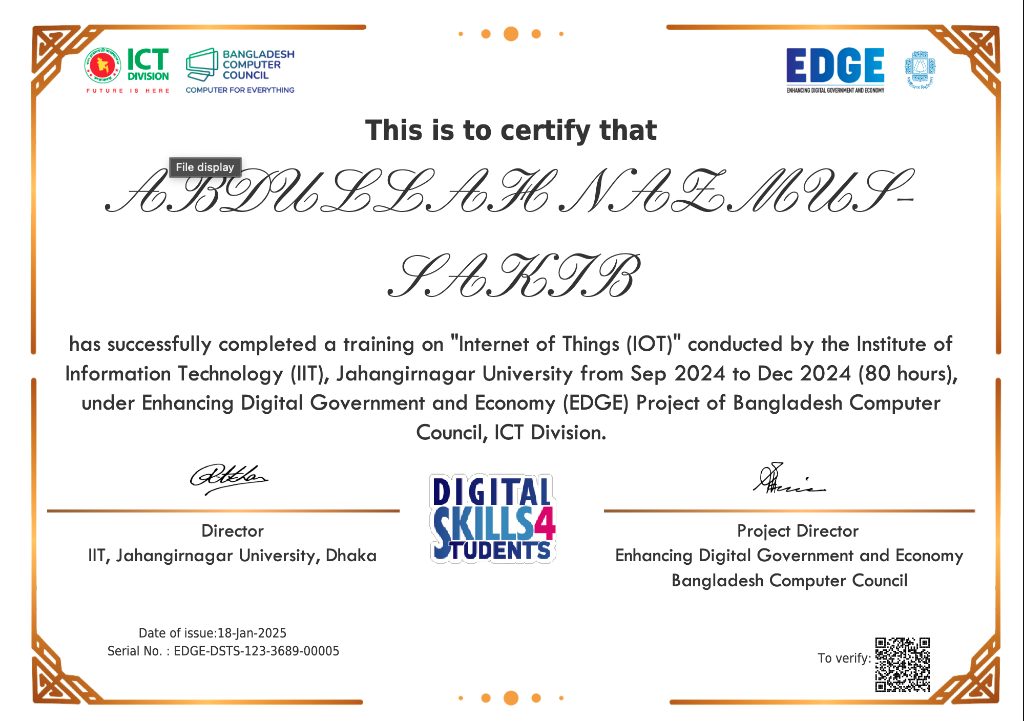 ICT
DIVISION
FUTURE IS HERE
BANGLADESH
COMPUTER
COUNCIL
COMPUTER FOR EVERYTHING
EDGE
ENHANCING DIGITAL GOVERNMENT AND ECONOMY
This is to certify that
File display
ABDULLAH NAZMUS-
SAKIB
has successfully completed a training on "Internet of Things (IOT)" conducted by the Institute of
Information Technology (IIT), Jahangirnagar University from Sep 2024 to Dec 2024 (80 hours),
under Enhancing Digital Government and Economy (EDGE) Project of Bangladesh Computer
Council, ICT Division.
Director
IIT, Jahangirnagar University, Dhaka
DIGITAL
SKILLS4
STUDENTS
Project Director
Enhancing Digital Government and Economy
Bangladesh Computer Council
Date of issue:18-Jan-2025
Serial No. : EDGE-DSTS-123-3689-00005
To verify: